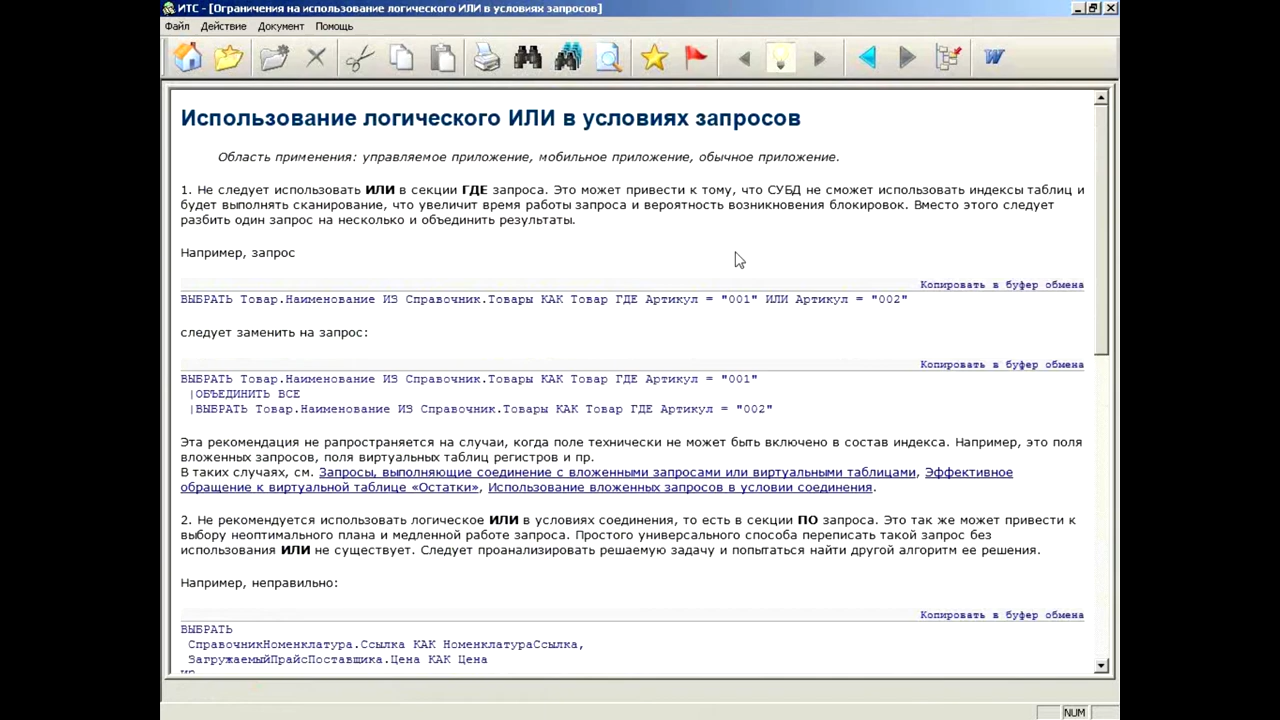 ИТС - [Ограничения на использование логического ИЛИ в условиях запросов]
Файл Действие Документ Помощь
Использование логического ИЛИ в условиях запросов
Область применения: управляемое приложение, мобильное приложение, обычное приложение.
1. Не следует использовать ИЛИ в секции ГДЕ запроса. Это может привести к тому, что СУБД не сможет использовать индексы таблиц и
будет выполнять сканирование, что увеличит время работы запроса и вероятность возникновения блокировок. Вместо этого следует
разбить один запрос на несколько и объединить результаты.
Например, запрос
Копировать в буфер обмена
ВЫБРАТЬ Товар.Наименование ИЗ Справочник.Товары КАК Товар ГДЕ Артикул = "001" ИЛИ Артикул = "002"
следует заменить на запрос:
Копировать в буфер обмена
ВЫБРАТЬ Товар.Наименование ИЗ Справочник.Товары КАК Товар ГДЕ Артикул = "001"
|ОБЪЕДИНИТЬ ВСЕ
|ВЫБРАТЬ Товар.Наименование ИЗ Справочник.Товары КАК Товар ГДЕ Артикул = "002"
Эта рекомендация не рапространяется на случаи, когда поле технически не может быть включено в состав индекса. Например, это поля
вложенных запросов, поля виртуальных таблиц регистров и пр.
В таких случаях, см. Запросы, выполняющие соединение с вложенными запросами или виртуальными таблицами, Эффективное
обращение к виртуальной таблице «Остатки», Использование вложенных запросов в условии соединения.
2. Не рекомендуется использовать логическое ИЛИ в условиях соединения, то есть в секции ПО запроса. Это так же может привести к
выбору неоптимального плана и медленной работе запроса. Простого универсального способа переписать такой запрос без
использования ИЛИ не существует. Следует проанализировать решаемую задачу и попытаться найти другой алгоритм ее решения.
Например, неправильно:
Копировать в буфер обмена
ВЫБРАТЬ
СправочникНоменклатура.Ссылка КАК НоменклатураСсылка,
ЗагружаемыйПрайсПоставщика.Цена КАК Цена
NUM